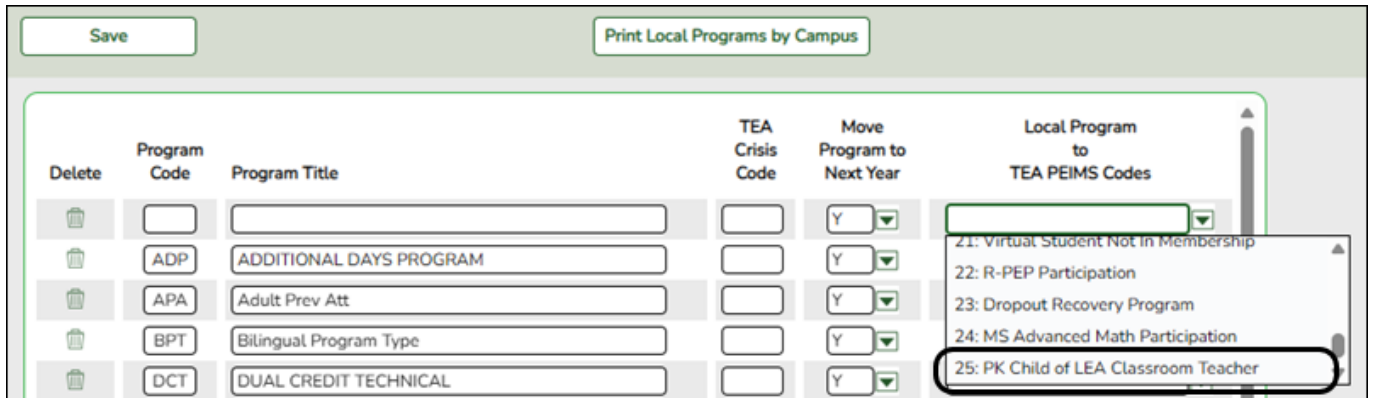 Save
Print Local Programs by Campus
Delete
Program
Code
Program Title
TEA
Crisis
Code
Move
Program to
Next Year
Local Program
to
TEA PEIMS Codes
Y
ADP ADDITIONAL DAYS PROGRAM Y
APA Adult Prev Att Y
BPT Bilingual Program Type Y
DCT DUAL CREDIT TECHNICAL Y
21: Virtual Student Not In Membership
22: R-PEP Participation
23: Dropout Recovery Program
24: MS Advanced Math Participation
25: PK Child of LEA Classroom Teacher